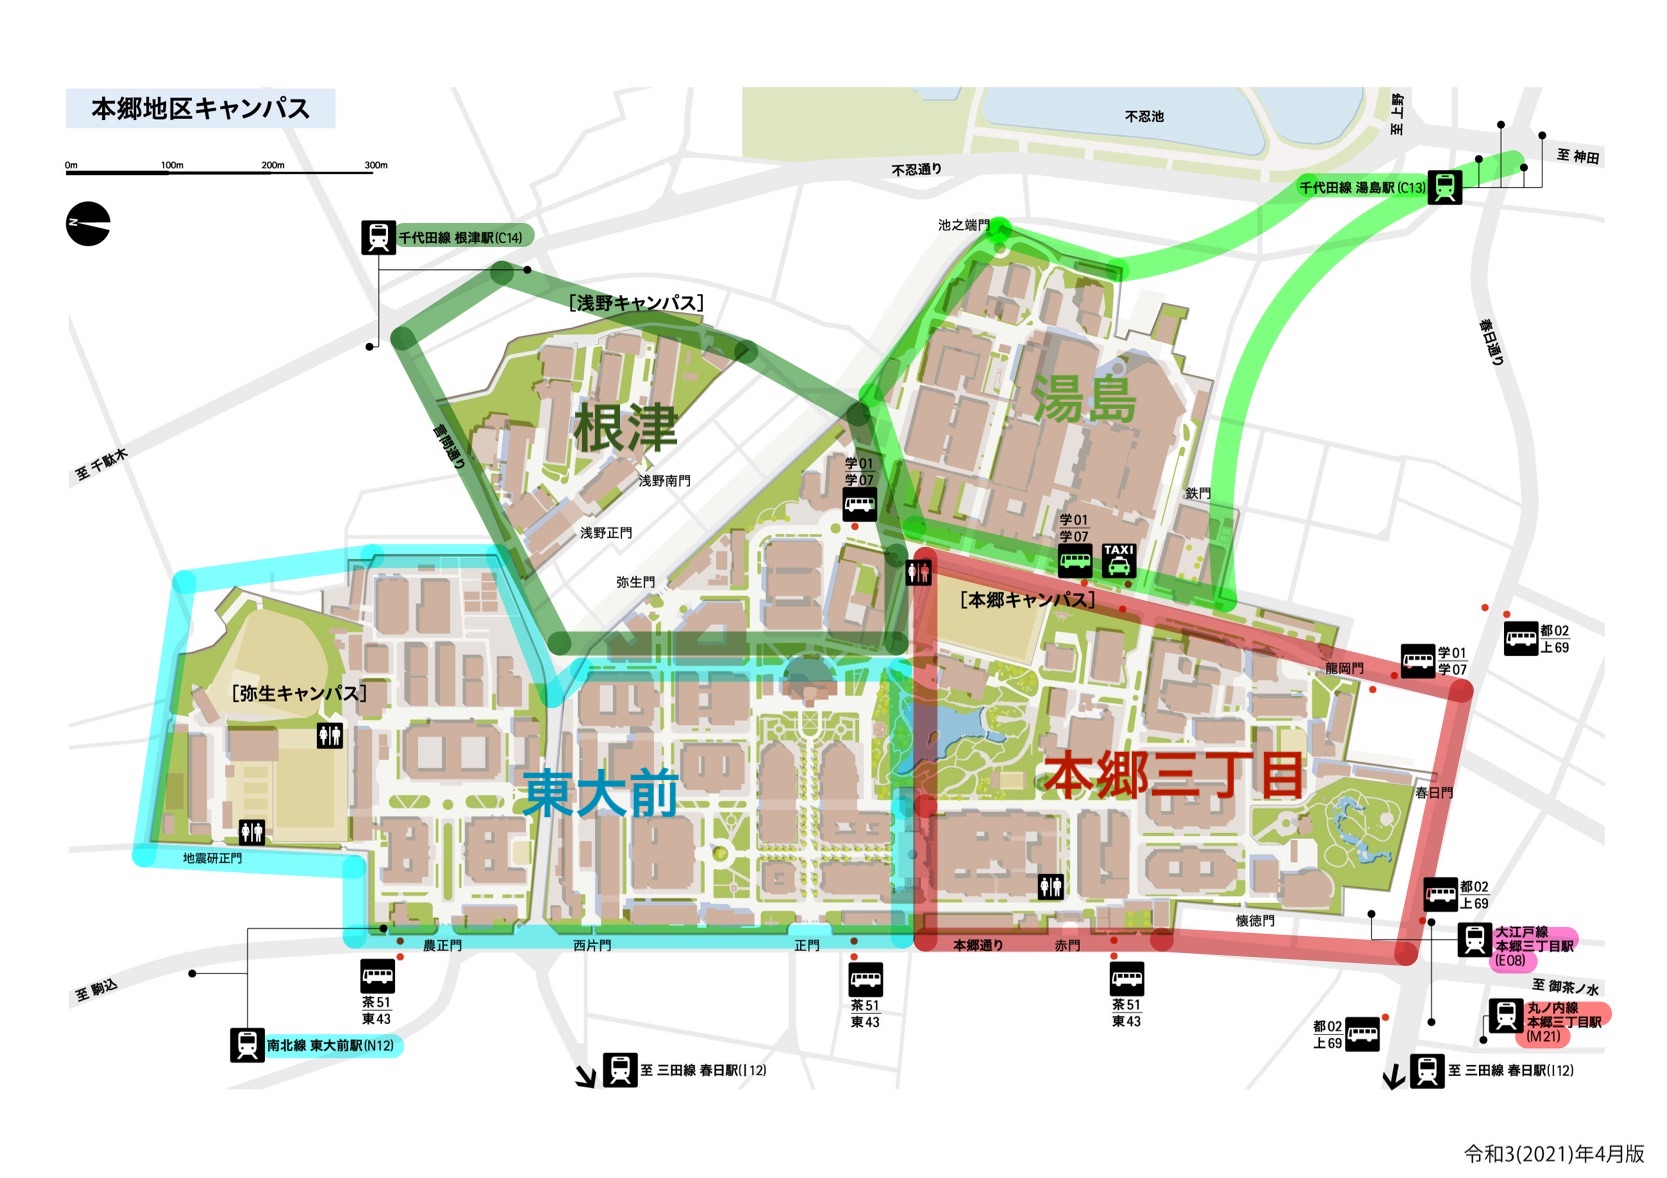 本郷地区キャンパス
0m 100m 200m 300m
N
不忍池
至 上野
至 神田
不忍通り
千代田線 湯島駅(C13)
池之端門
千代田線 根津駅(C14)
[浅野キャンパス]
春日通り
湯島
根津
言問通り
至 千駄木
学01
学07
浅野南門
鉄門
浅野正門
学01
学07
TAXI
弥生門
[本郷キャンパス]
都02
上69
学01
学07
龍岡門
[弥生キャンパス]
東大前
本郷三丁目
春日門
地震研正門
都02
上69
懐徳門
農正門
西片門
正門
本郷通り
赤門
大江戸線
本郷三丁目駅
(E08)
至 駒込
至 御茶ノ水
茶51
東43
茶51
東43
茶51
東43
丸ノ内線
本郷三丁目駅
(M21)
都02
上69
南北線 東大前駅(N12)
至 三田線 春日駅(I12)
至 三田線 春日駅(I12)
令和3(2021)年4月版